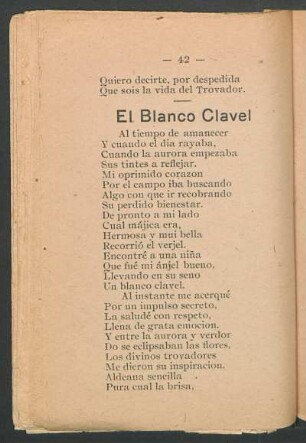 — 42 —
Quiero decirte, por despedida
Que sois la vida del Trovador.
El Blanco Clavel
Al tiempo de amanecer
Y cuando el dia rayaba,
Cuando la aurora empezaba
Sus tintes a reflejar.
Mi oprimido corazon
Por el campo iba buscando
Algo con que ir recobrando
Su perdido bienestar.
De pronto a mi lado
Cual májica era,
Hermosa y mui bella
Recorrió el verjel.
Encontré a una niña
Que fué mi ánjel bueno,
Llevando en su seno
Un blanco clavel.
Al instante me acerqué
Por un impulso secreto,
La saludé con respeto,
Llena de grata emocion.
Y entre la aurora y verdor
Do se eclipsaban las flores.
Los divinos trovadores
Me dieron su inspiracion.
Aldeana sencilla
Pura cual la brisa,